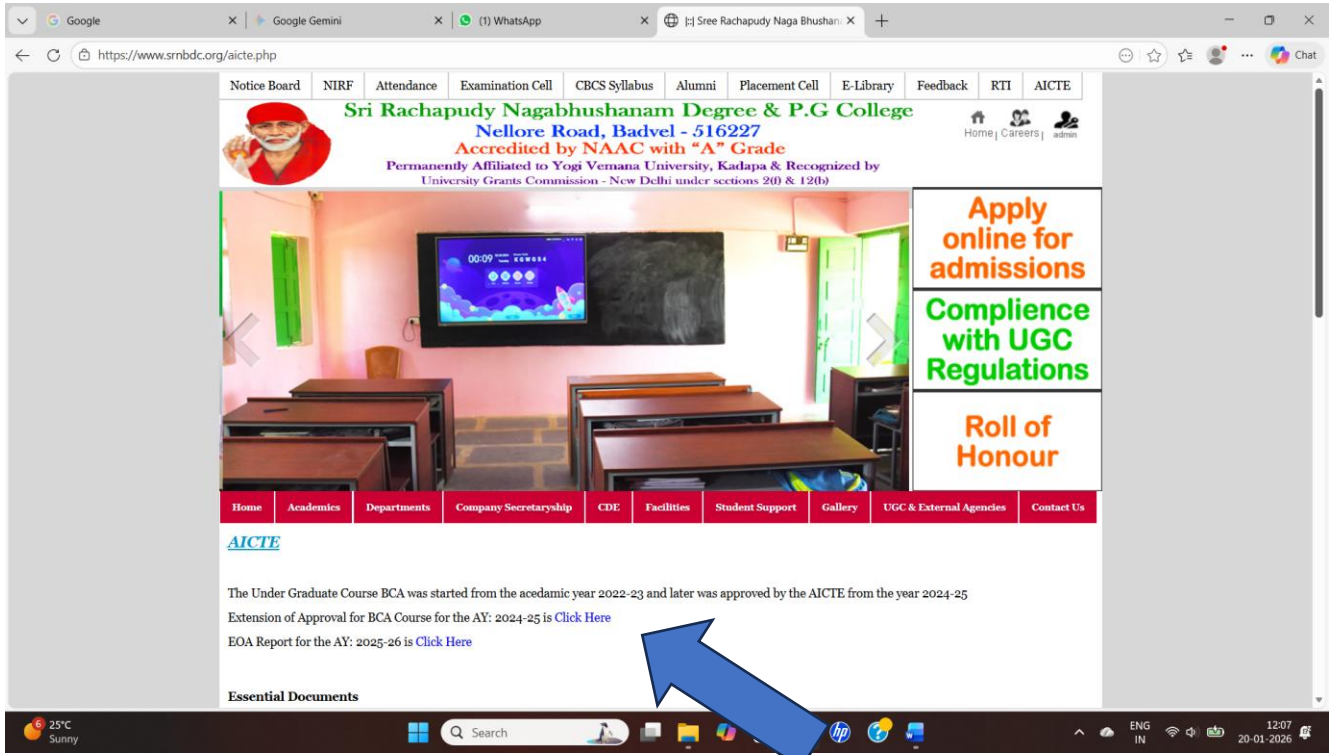 Google
Google Gemini
(1) WhatsApp
|::| Sree Rachapudy Naga Bhushan
https://www.srnbdc.org/aicte.php
Chat
Notice Board NIRF Attendance Examination Cell CBCS Syllabus Alumni Placement Cell E-Library Feedback RTI AICTE
Sri Rachapudy Nagabhushanam Degree & P.G College
Nellore Road, Badvel - 516227
Accredited by NAAC with “A” Grade
Permanently Affiliated to Yogi Vemana University, Kadapa & Recognized by
University Grants Commission - New Delhi under sections 2(f) & 12(b)
Home| Careers| admin
00:09
Apply
online for
admissions
Complience
with UGC
Regulations
Roll of
Honour
Home Academics Departments Company Secretaryship CDE Facilities Student Support Gallery UGC & External Agencies Contact Us
AICTE
The Under Graduate Course BCA was started from the acedamic year 2022-23 and later was approved by the AICTE from the year 2024-25
Extension of Approval for BCA Course for the AY: 2024-25 is Click Here
EOA Report for the AY: 2025-26 is Click Here
Essential Documents
6
25°C
Sunny
Search
hp
ENG
IN
12:07
20-01-2026